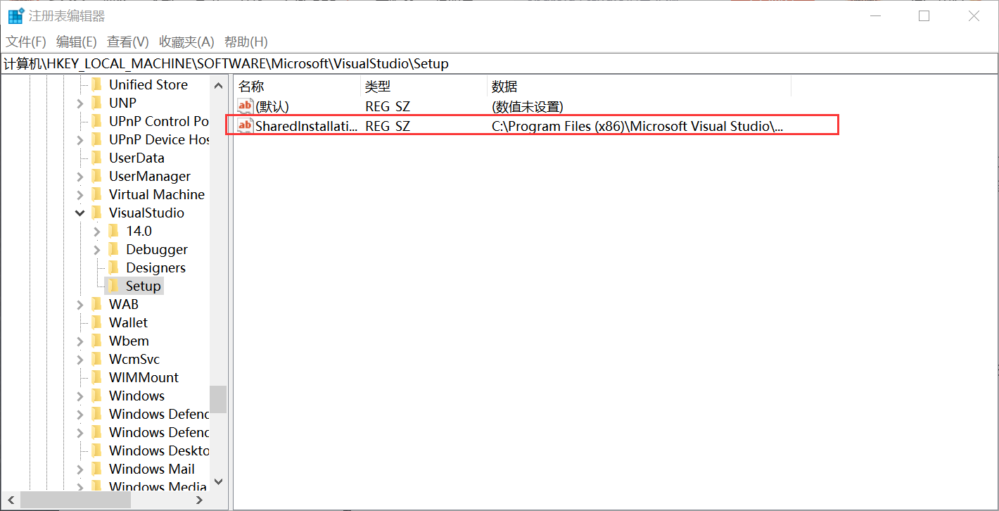 注册表编辑器
文件(F) 编辑(E) 查看(V) 收藏夹(A) 帮助(H)
计算机\HKEY_LOCAL_MACHINE\SOFTWARE\Microsoft\VisualStudio\Setup
Unified Store
UNP
UPnP Control Po
UPnP Device Hos
UserData
UserManager
Virtual Machine
VisualStudio
14.0
Debugger
Designers
Setup
WAB
Wallet
Wbem
WcmSvc
WIMMount
Windows
Windows Defend
Windows Defend
Windows Deskto
Windows Mail
Windows Media
名称 类型 数据
ab (默认) REG_SZ (数值未设置)
ab SharedInstallati... REG_SZ C:\Program Files (x86)\Microsoft Visual Studio\...